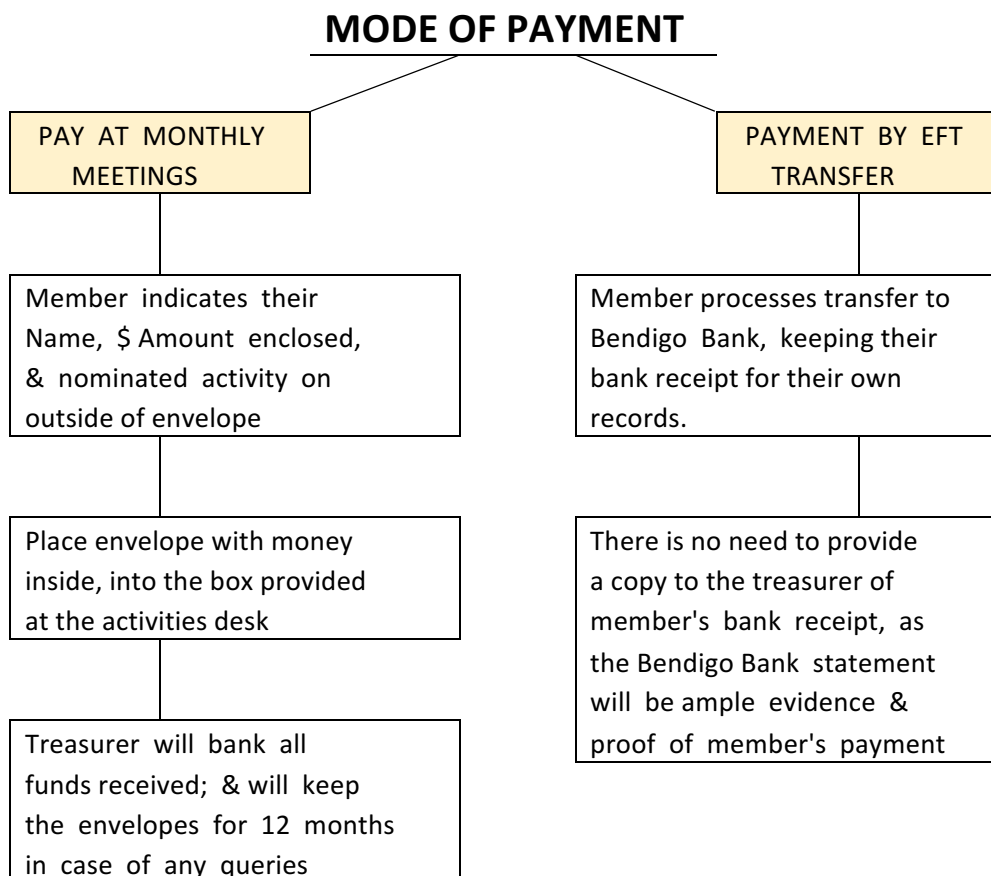 MODE OF PAYMENT
PAY AT MONTHLY
MEETINGS
Member indicates their
Name, $ Amount enclosed,
& nominated activity on
outside of envelope
Place envelope with money
inside, into the box provided
at the activities desk
Treasurer will bank all
funds received; & will keep
the envelopes for 12 months
in case of any queries
PAYMENT BY EFT
TRANSFER
Member processes transfer to
Bendigo Bank, keeping their
bank receipt for their own
records.
There is no need to provide
a copy to the treasurer of
member's bank receipt, as
the Bendigo Bank statement
will be ample evidence &
proof of member's payment